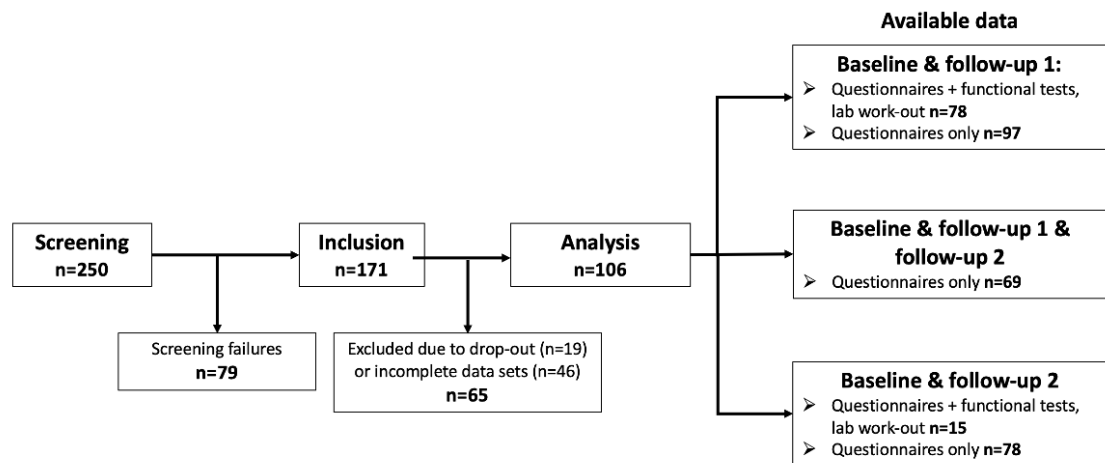 Available data
Baseline & follow-up 1:
➢ Questionnaires + functional tests,
lab work-out n=78
➢ Questionnaires only n=97
Screening
n=250
Inclusion
n=171
Analysis
n=106
Baseline & follow-up 1 &
follow-up 2
➢ Questionnaires only n=69
Screening failures
n=79
Excluded due to drop-out (n=19)
or incomplete data sets (n=46)
n=65
Baseline & follow-up 2
➢ Questionnaires + functional tests,
lab work-out n=15
➢ Questionnaires only n=78